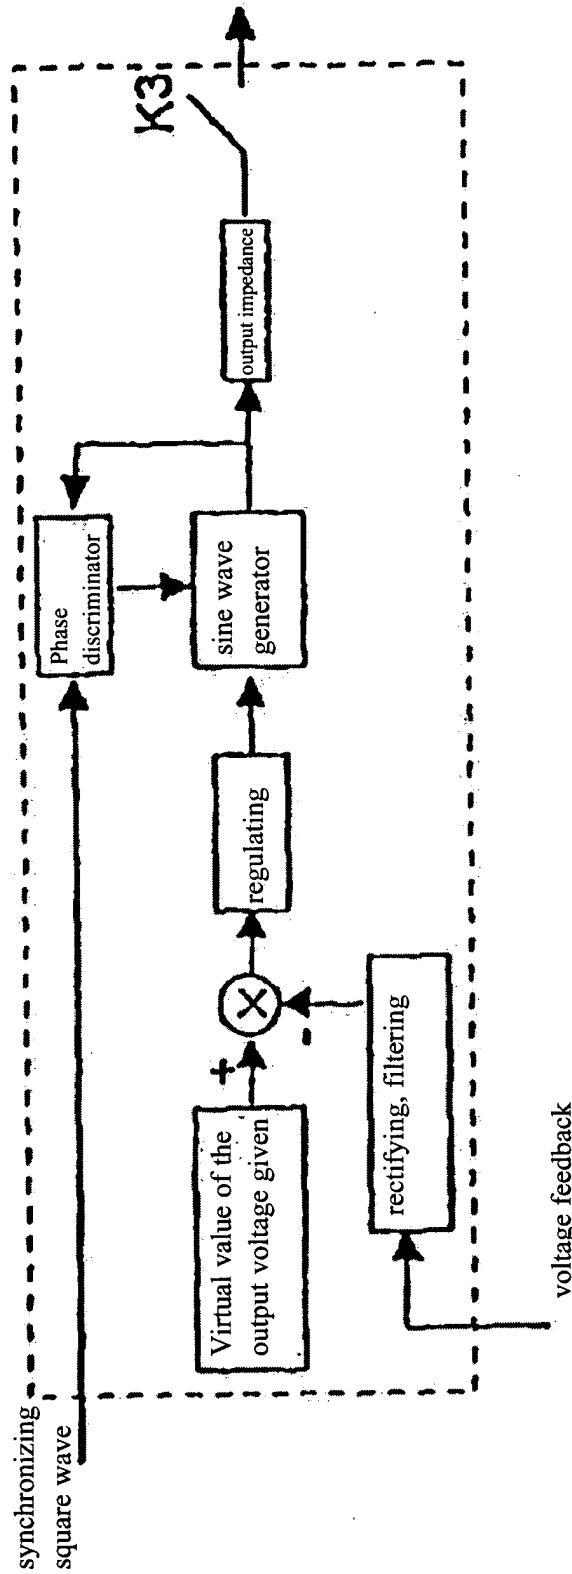 synchronizing
square wave
Phase
discriminator
K3
Virtual value of the
output voltage given
+
-
regulating
sine wave
generator
output impedance
rectifying, filtering
voltage feedback